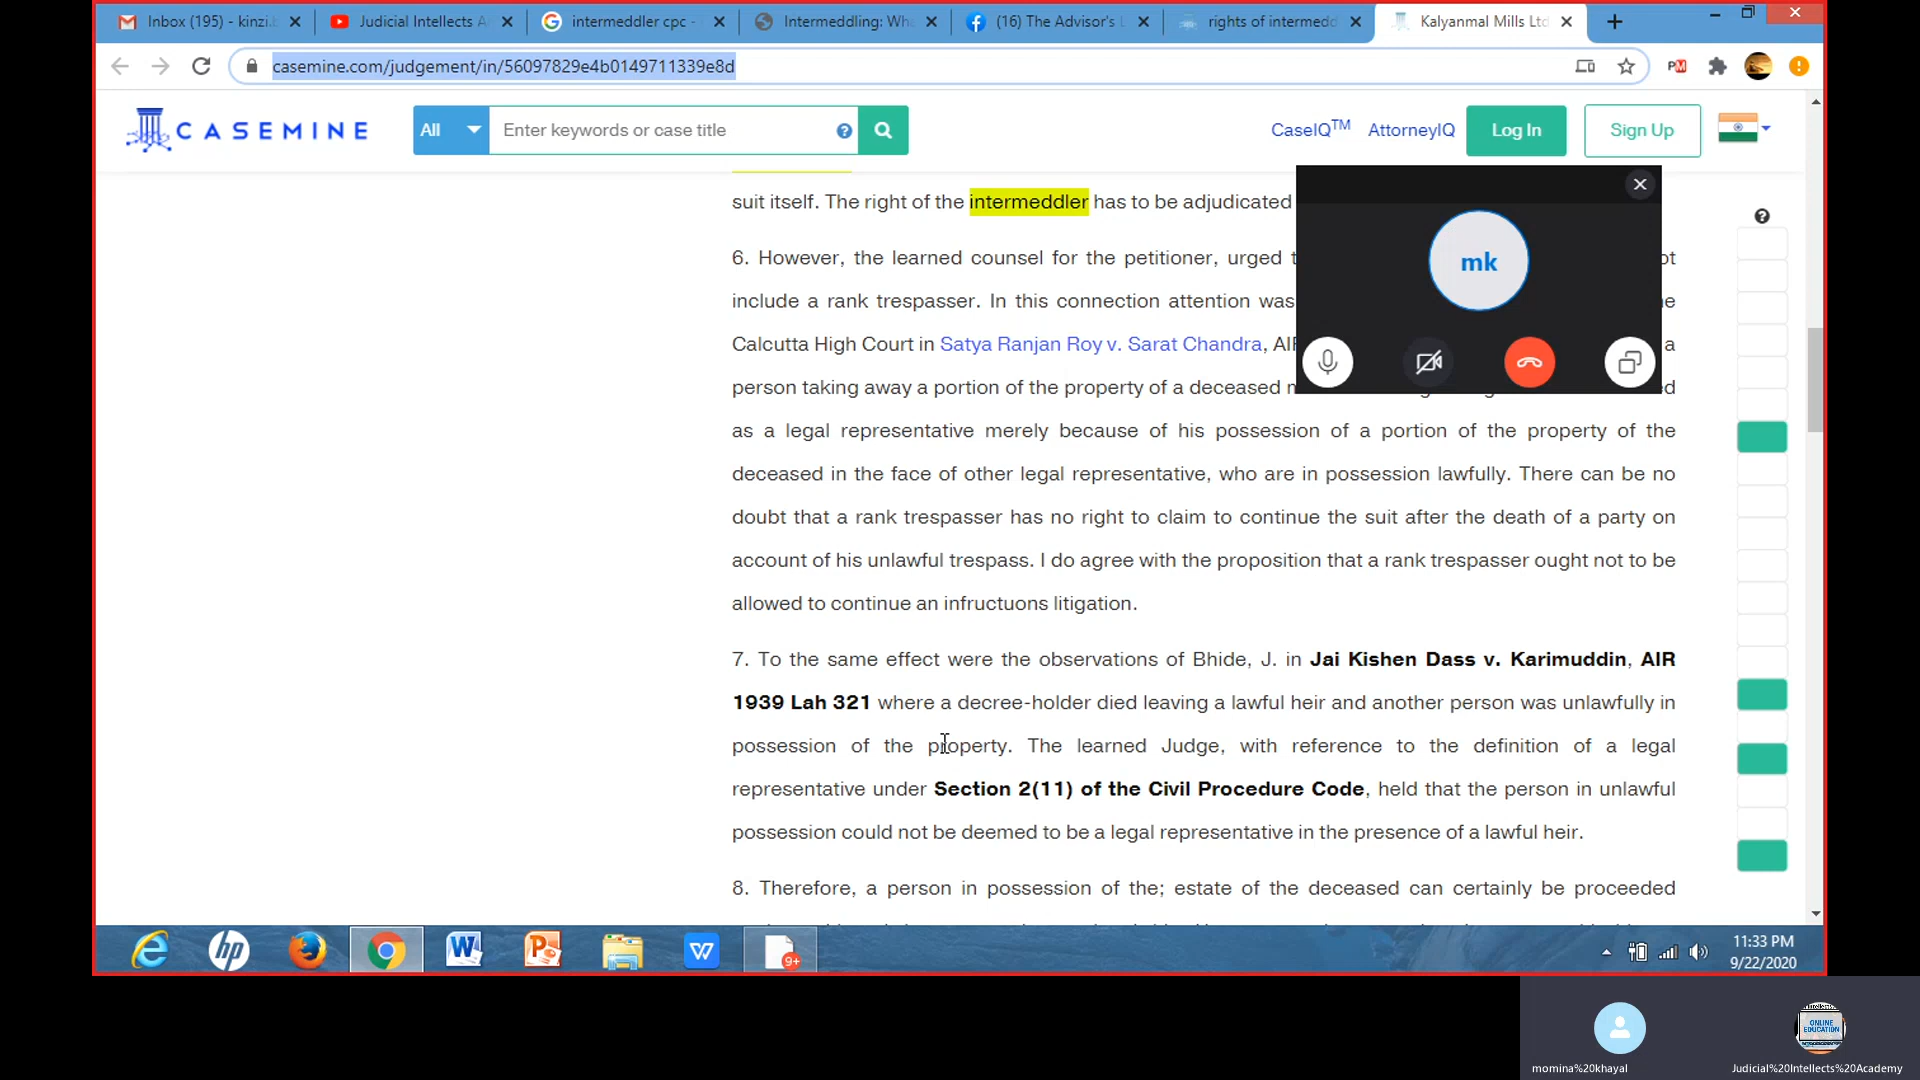 Inbox (195) - kinzi.
Judicial Intellects A
intermeddler cpc -
Intermeddling: Wha
(16) The Advisor's L
rights of intermedd
Kalyanmal Mills Ltd
casemine.com/judgement/in/56097829e4b0149711339e8d
CASEMINE
All
Enter keywords or case title
CaseIQTM
AttorneyIQ
Log In
Sign Up
suit itself. The right of the intermeddler has to be adjudicated
6. However, the learned counsel for the petitioner, urged
include a rank trespasser. In this connection attention was
Calcutta High Court in Satya Ranjan Roy v. Sarat Chandra, a
person taking away a portion of the property of a deceased
as a legal representative merely because of his possession of a portion of the property of the
deceased in the face of other legal representative, who are in possession lawfully. There can be no
doubt that a rank trespasser has no right to claim to continue the suit after the death of a party on
account of his unlawful trespass. I do agree with the proposition that a rank trespasser ought not to be
allowed to continue an infructuons litigation.
7. To the same effect were the observations of Bhide, J. in Jai Kishen Dass v. Karimuddin, AIR
1939 Lah 321 where a decree-holder died leaving a lawful heir and another person was unlawfully in
possession of the property. The learned Judge, with reference to the definition of a legal
representative under Section 2(11) of the Civil Procedure Code, held that the person in unlawful
possession could not be deemed to be a legal representative in the presence of a lawful heir.
8. Therefore, a person in possession of the; estate of the deceased can certainly be proceeded
mk
11:33 PM
9/22/2020
9+
ONLINE
EDUCATION
momina%20khayal
Judicial%20Intellects%20Academy